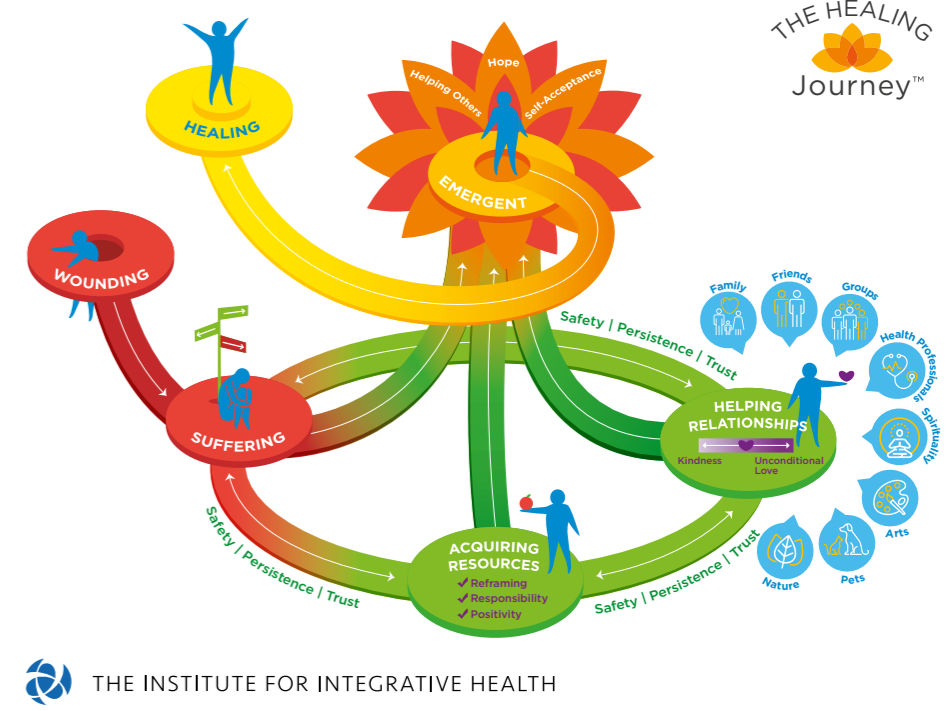 THE HEALING
Journey™
Hope
Helping Others
Self-Acceptance
HEALING
EMERGENT
WOUNDING
SUFFERING
Safety | Persistence | Trust
Family
Friends
Groups
Health Professionals
Spirituality
Arts
Pets
Nature
HELPING
RELATIONSHIPS
Kindness
Unconditional
Love
ACQUIRING
RESOURCES
Reframing
Responsibility
Positivity
Safety | Persistence | Trust
Safety | Persistence | Trust
THE INSTITUTE FOR INTEGRATIVE HEALTH